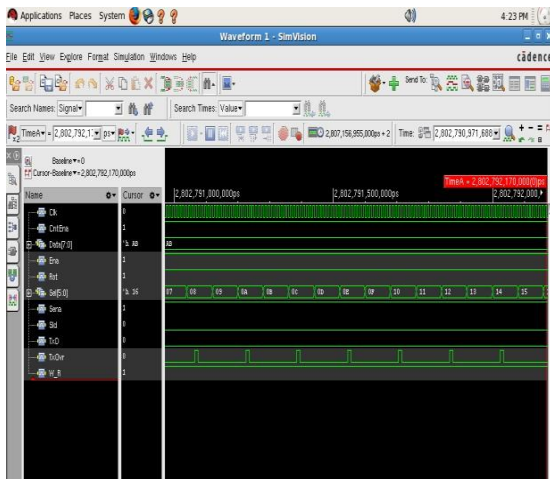 Applications Places System 4:23 PM
Waveform 1 - SimVision
File Edit View Explore Format Simulation Windows Help cādence
Send To:
Search Names: Signal Search Times: Value
TimeA = 2,802,792,1 ps 2,807,156,955,000ps + 2 Time: 2,802,790,971,688
Baseline = 0
Cursor-Baseline = 2,802,792,170,000ps
TimeA = 2,802,792,170,000(0)ps
Name Cursor 2,802,791,000,000ps 2,802,791,500,000ps 2,802,792,000,
Clk 0
CntEna 1
Data[7:0] 'h AB AB
Ena 1
Rst 1
Sel[5:0] 'h 16 07 08 09 0A 0B 0C 0D 0E 0F 10 11 12 13 14 15
Sena 1
Std 0
TxD 0
TxOvr 0
W_R 1